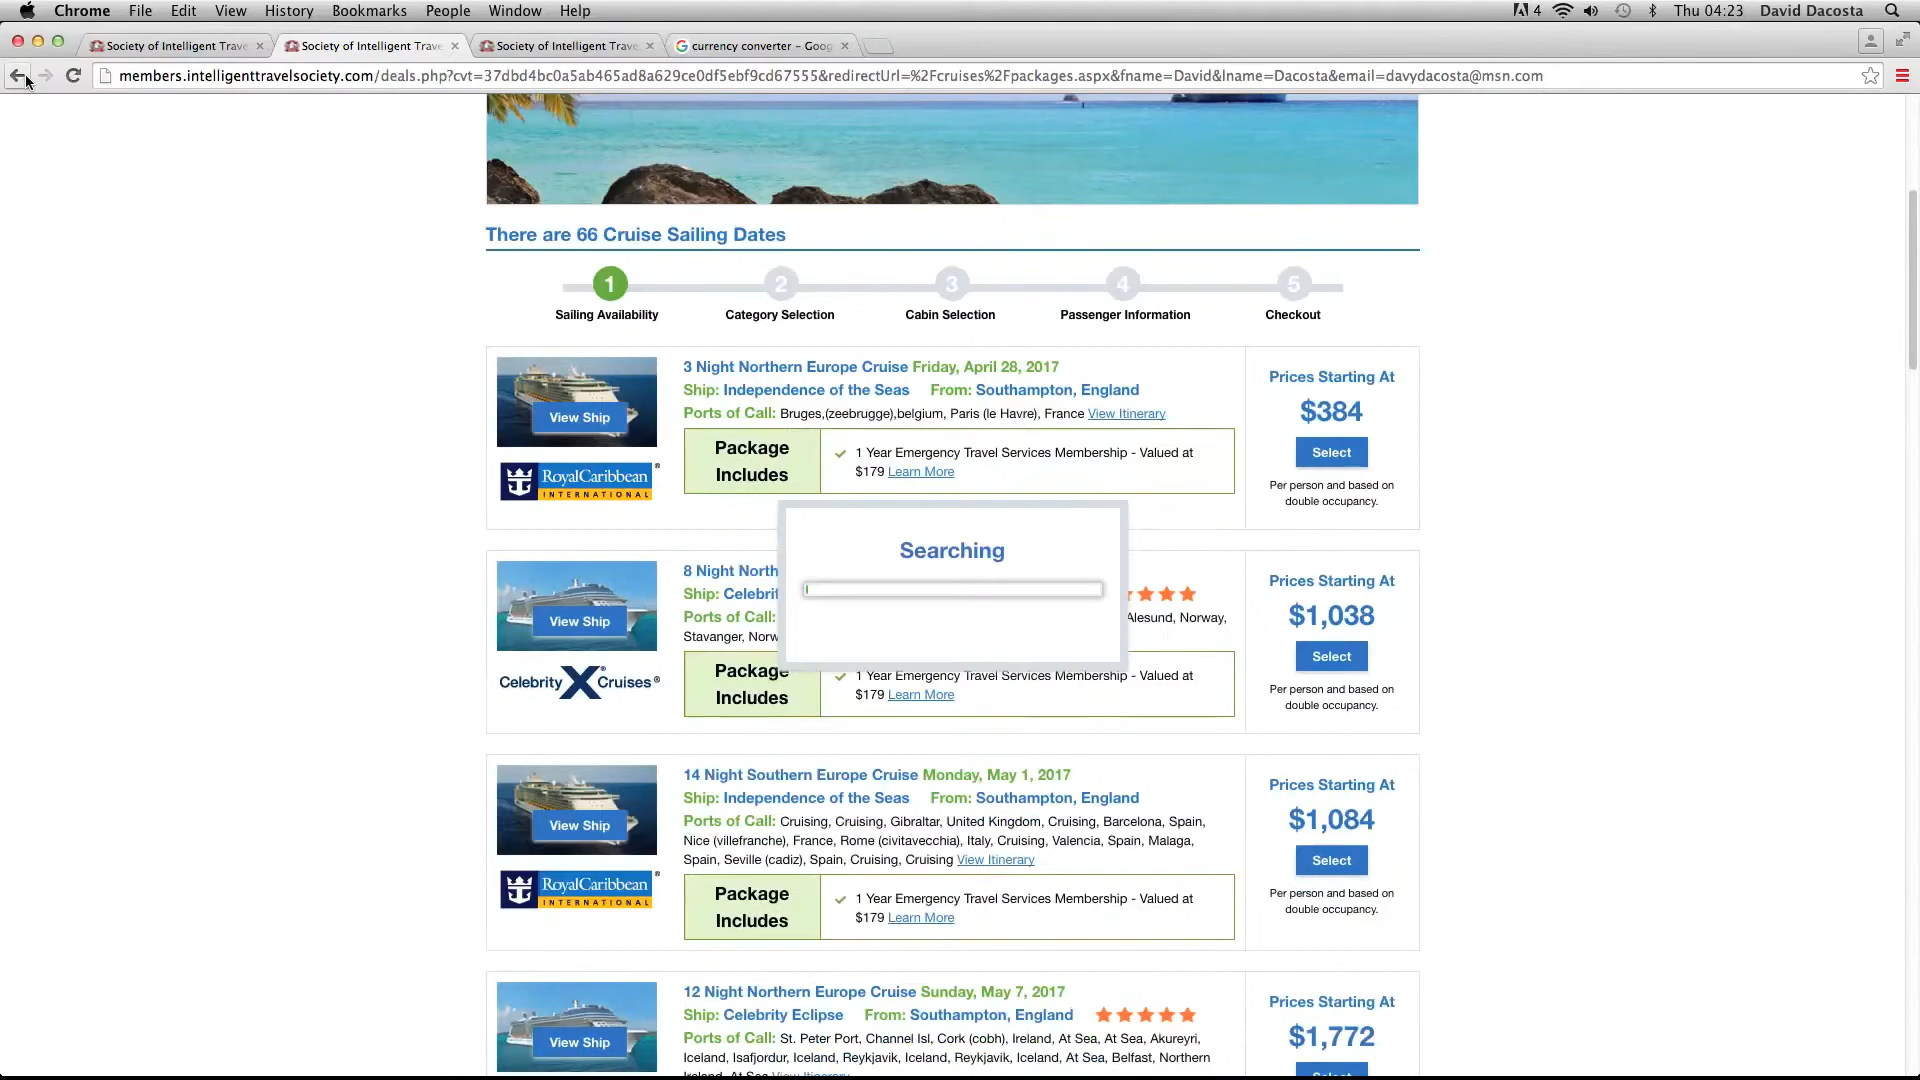 Chrome File Edit View History Bookmarks People Window Help 4 Thu 04:23 David Dacosta
Society of Intelligent Trave × Society of Intelligent Trave × Society of Intelligent Trave × currency converter – Goog ×
members.intelligenttravelsociety.com/deals.php?cvt=37dbd4bc0a5ab465ad8a629ce0df5ebf9cd67555&redirectUrl=%2Fcruises%2Fpackages.aspx&fname=David&lname=Dacosta&email=davydacosta@msn.com
There are 66 Cruise Sailing Dates
1 2 3 4 5
Sailing Availability Category Selection Cabin Selection Passenger Information Checkout
3 Night Northern Europe Cruise Friday, April 28, 2017
Ship: Independence of the Seas From: Southampton, England
Ports of Call: Bruges,(zeebrugge),belgium, Paris (le Havre), France View Itinerary
View Ship
RoyalCaribbean®
INTERNATIONAL
Package Includes
1 Year Emergency Travel Services Membership - Valued at
$179 Learn More
Prices Starting At
$384
Select
Per person and based on
double occupancy.
Searching
8 Night North
Ship: Celebrit
Ports of Call: Alesund, Norway,
Stavanger, Norw
View Ship
Celebrity X Cruises®
Package Includes
1 Year Emergency Travel Services Membership - Valued at
$179 Learn More
Prices Starting At
$1,038
Select
Per person and based on
double occupancy.
14 Night Southern Europe Cruise Monday, May 1, 2017
Ship: Independence of the Seas From: Southampton, England
Ports of Call: Cruising, Cruising, Gibraltar, United Kingdom, Cruising, Barcelona, Spain,
Nice (villefranche), France, Rome (civitavecchia), Italy, Cruising, Valencia, Spain, Malaga,
Spain, Seville (cadiz), Spain, Cruising, Cruising View Itinerary
View Ship
RoyalCaribbean®
INTERNATIONAL
Package Includes
1 Year Emergency Travel Services Membership - Valued at
$179 Learn More
Prices Starting At
$1,084
Select
Per person and based on
double occupancy.
12 Night Northern Europe Cruise Sunday, May 7, 2017
Ship: Celebrity Eclipse From: Southampton, England
Ports of Call: St. Peter Port, Channel Isl, Cork (cobh), Ireland, At Sea, At Sea, Akureyri,
Iceland, Isafjordur, Iceland, Reykjavik, Iceland, Reykjavik, Iceland, At Sea, Belfast, Northern
Ireland, At Sea View Itinerary
View Ship
Prices Starting At
$1,772
Select